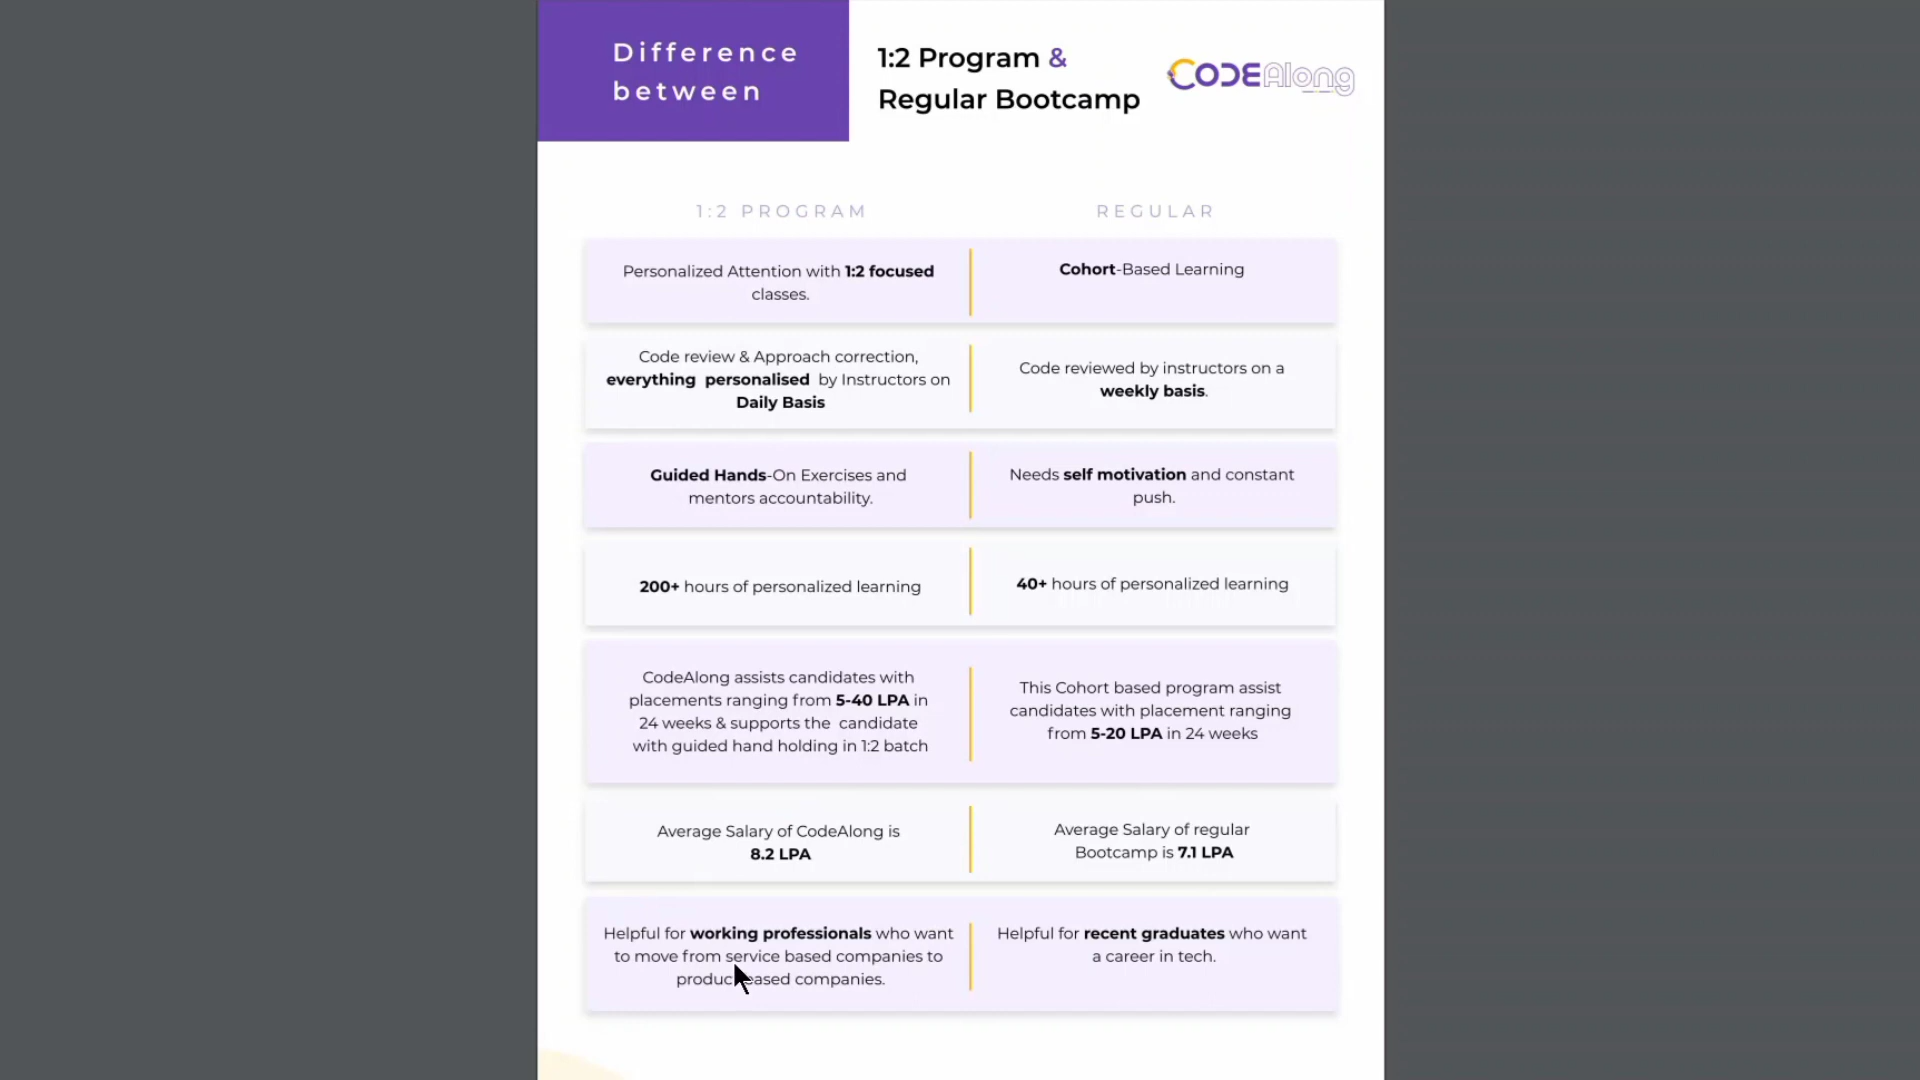 Difference
between
1:2 Program &
Regular Bootcamp
CODEAlong
1:2 PROGRAM
REGULAR
Personalized Attention with 1:2 focused
classes.
Cohort-Based Learning
Code review & Approach correction,
everything personalised by Instructors on
Daily Basis
Code reviewed by instructors on a
weekly basis.
Guided Hands-On Exercises and
mentors accountability.
Needs self motivation and constant
push.
200+ hours of personalized learning
40+ hours of personalized learning
CodeAlong assists candidates with
placements ranging from 5-40 LPA in
24 weeks & supports the candidate
with guided hand holding in 1:2 batch
This Cohort based program assist
candidates with placement ranging
from 5-20 LPA in 24 weeks
Average Salary of CodeAlong is
8.2 LPA
Average Salary of regular
Bootcamp is 7.1 LPA
Helpful for working professionals who want
to move from service based companies to
companies.
Helpful for recent graduates who want
a career in tech.